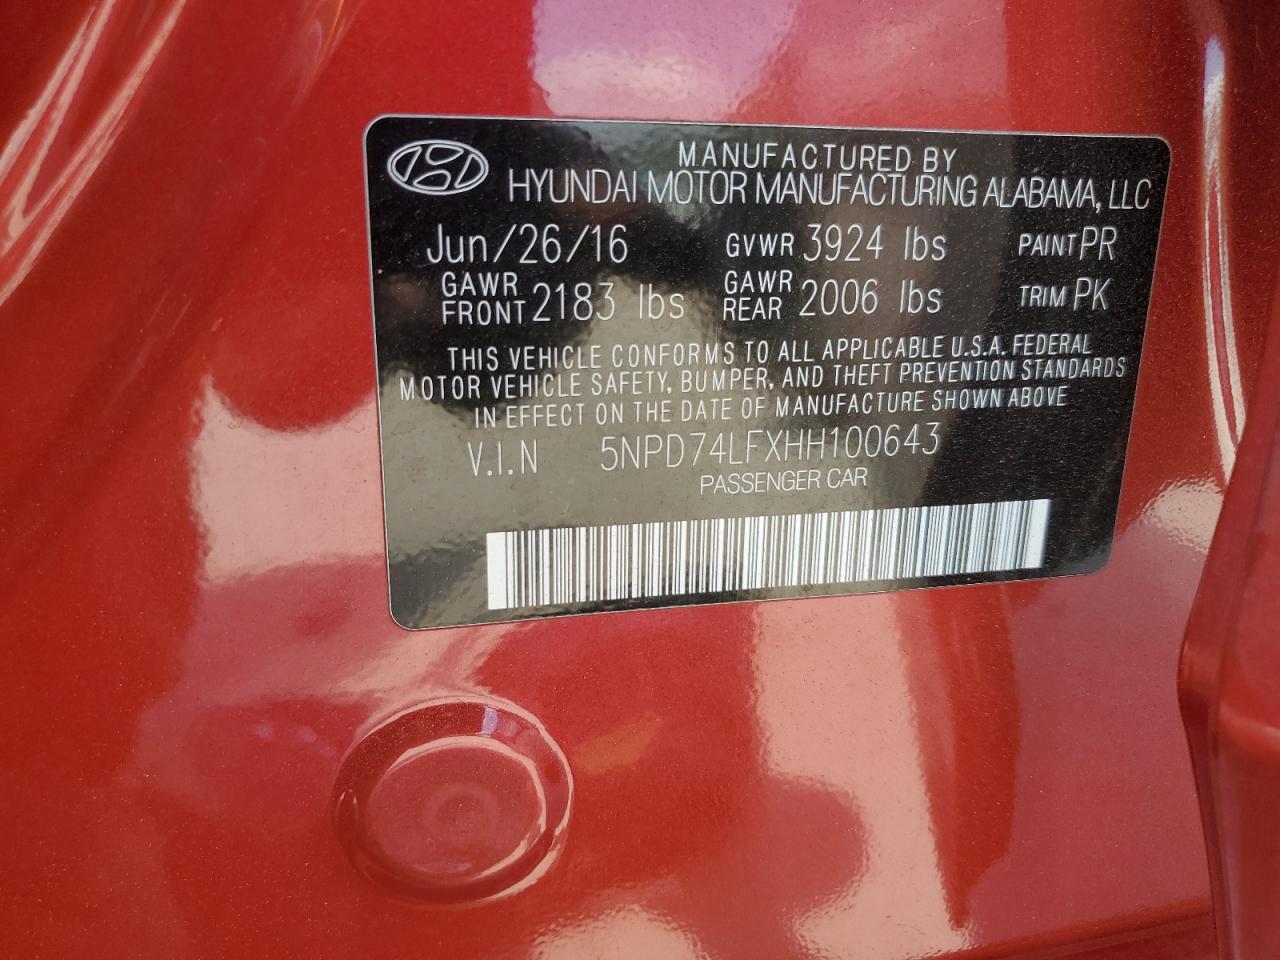 MANUFACTURED BY
HYUNDAI MOTOR MANUFACTURING ALABAMA, LLC
Jun/26/16 GVWR 3924 lbs PAINT PR
GAWR FRONT 2183 lbs GAWR REAR 2006 lbs TRIM PK
THIS VEHICLE CONFORMS TO ALL APPLICABLE U.S.A. FEDERAL
MOTOR VEHICLE SAFETY, BUMPER, AND THEFT PREVENTION STANDARDS
IN EFFECT ON THE DATE OF MANUFACTURE SHOWN ABOVE
V.I.N 5NPD74LFXHH100643
PASSENGER CAR